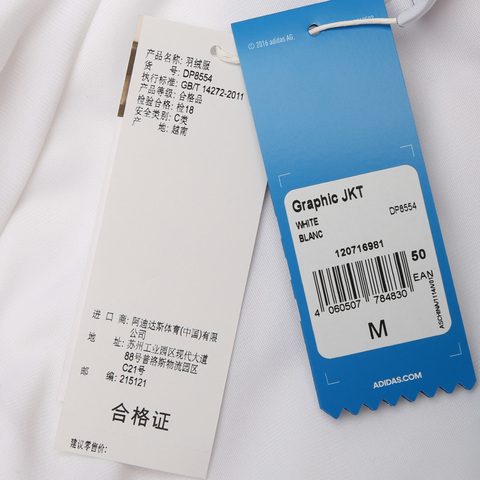 产品名称: 羽绒服
货 号: DP8554
执行标准: GB/T 14272-2011
产品等级: 合格品
检验合格: 检18
安全类别: C类
产 地: 越南
进 口 商: 阿迪达斯体育(中国)有限
公司
地 址: 苏州工业园区现代大道
88号普洛斯物流园区
C21号
邮 编: 215121
合格证
建议零售价:
© 2016 adidas AG.
Graphic JKT
WHITE
DP8554
BLANC
120716981
50
EAN
4 060507 784830
M
ADIDAS.COM